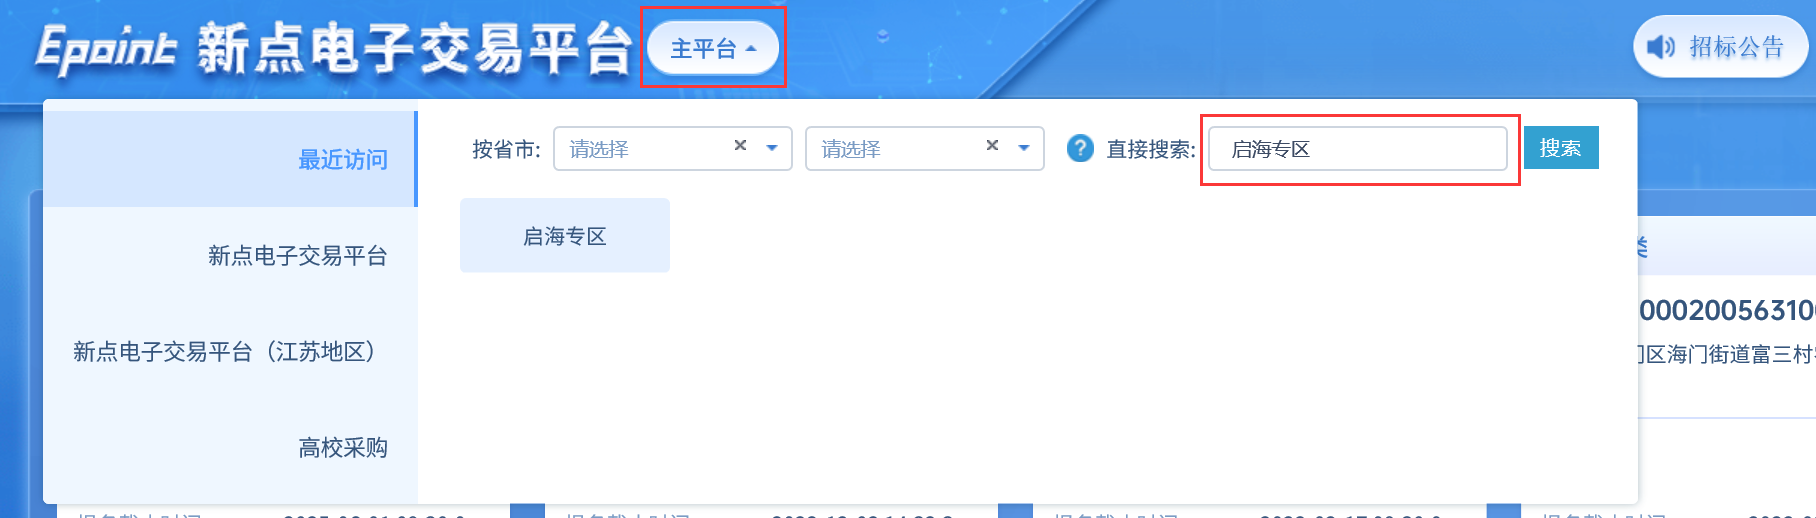 Epoint 新点电子交易平台 主平台 招标公告
最近访问
新点电子交易平台
新点电子交易平台（江苏地区）
高校采购
按省市: 请选择 请选择 ? 直接搜索: 启海专区 搜索
启海专区
类
000200563100
区海门街道富三村